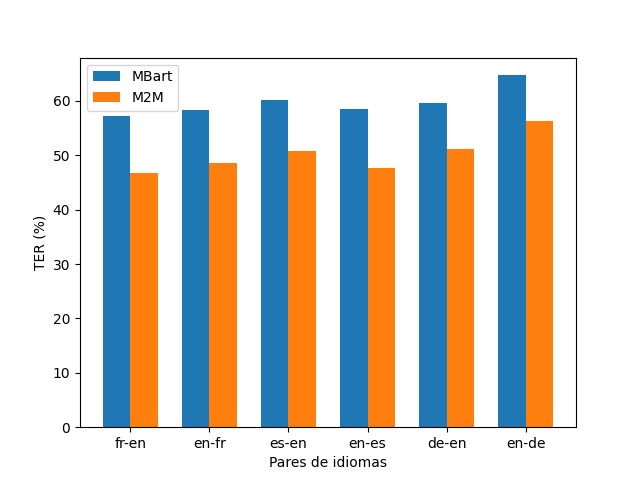 MBart
M2M
60
50
40
30
20
10
0
TER (%)
fr-en en-fr es-en en-es de-en en-de
Pares de idiomas